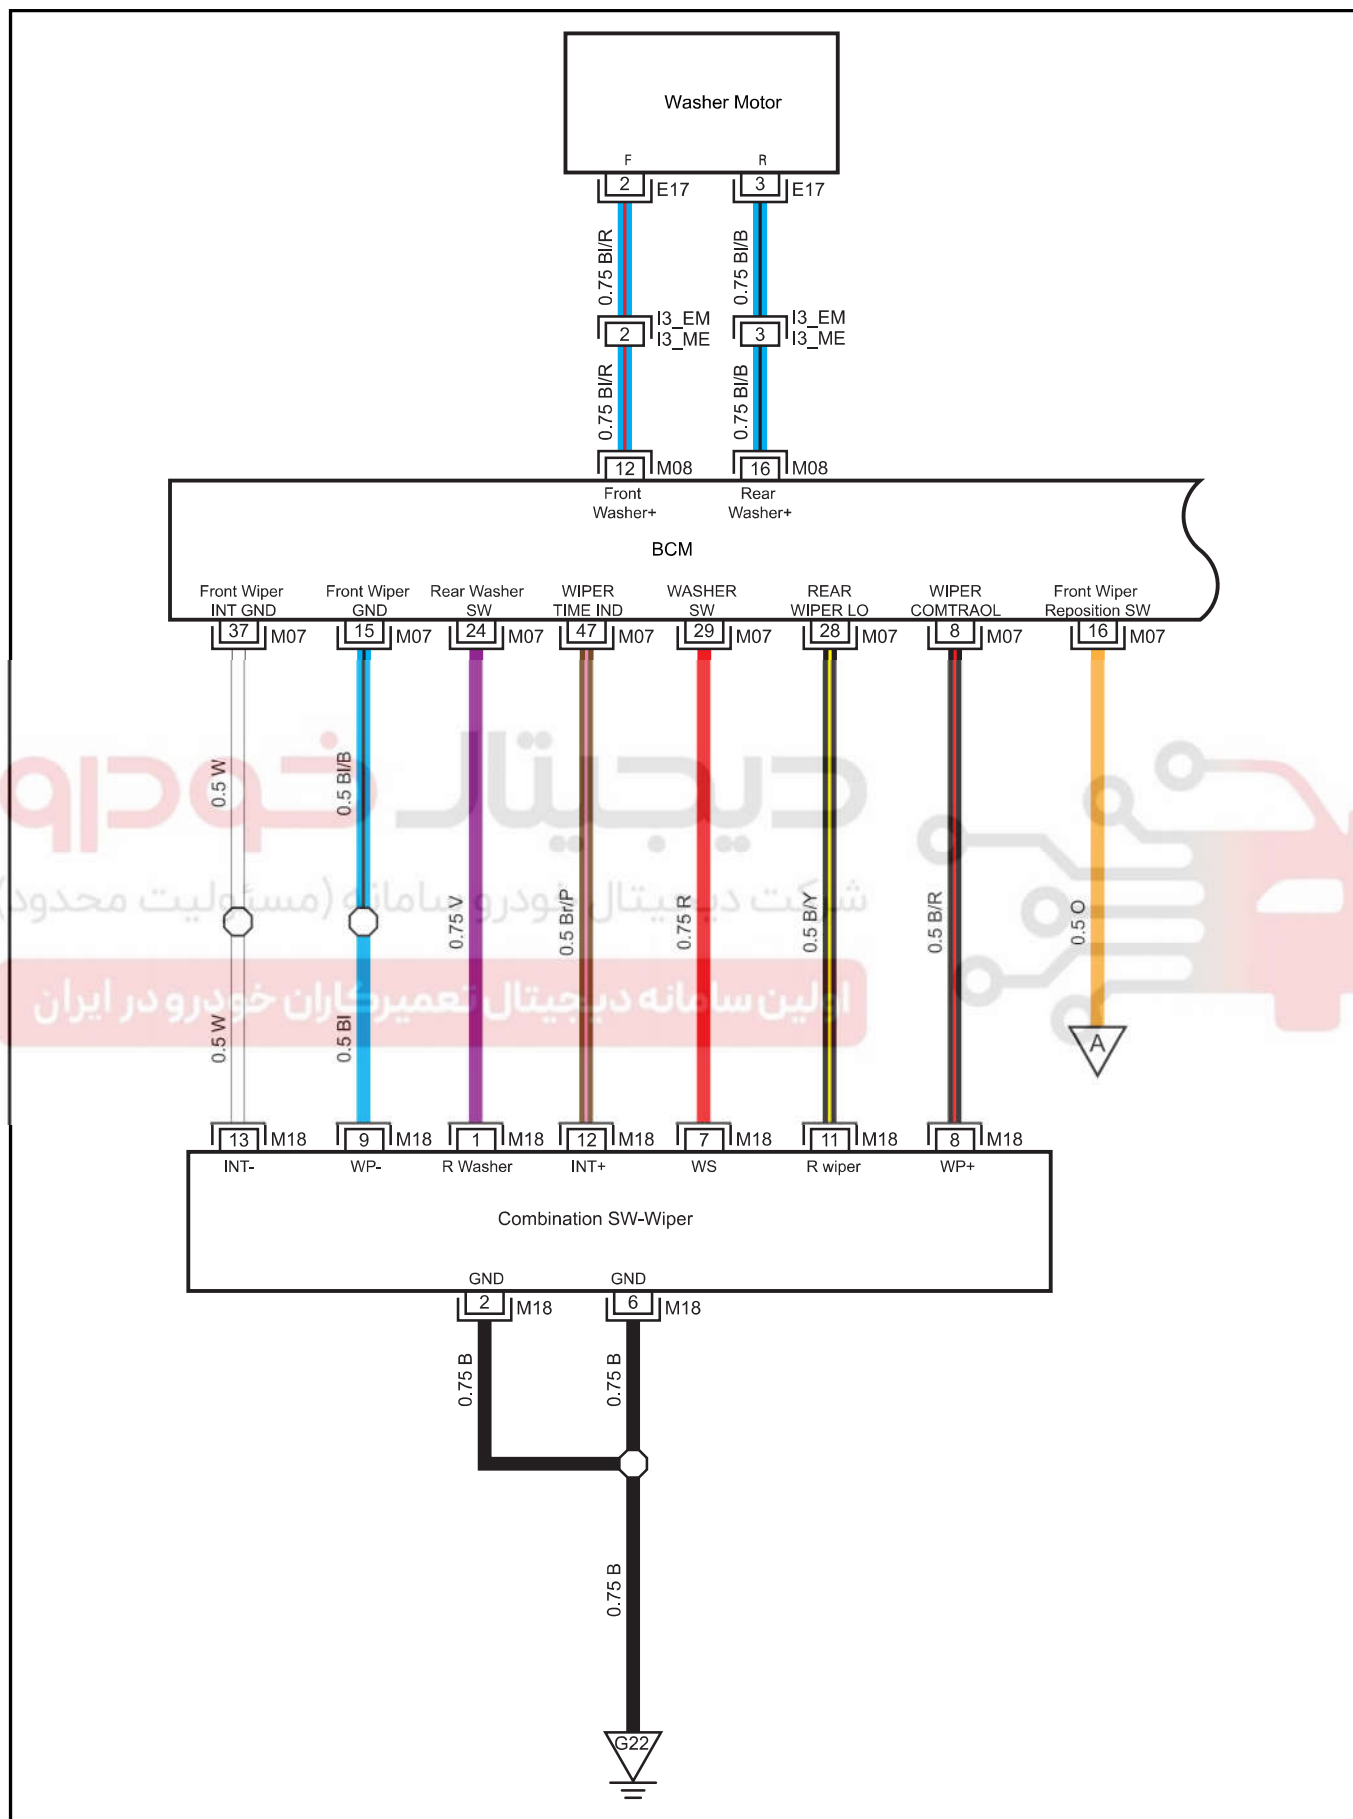 Washer Motor
F R
2 E17 3 E17
0.75 Bl/R 0.75 Bl/B
I3_EM I3_EM
2 I3_ME 3 I3_ME
0.75 Bl/R 0.75 Bl/B
12 M08 16 M08
Front Rear
Washer+ Washer+
BCM
Front Wiper Front Wiper Rear Washer WIPER WASHER REAR WIPER Front Wiper
INT GND GND SW TIME IND SW WIPER LO COMTRAOL Reposition SW
37 M07 15 M07 24 M07 47 M07 29 M07 28 M07 8 M07 16 M07
دیجیتال خودرو
0.5 W 0.5 Bl/B
شرکت دیجیتال خودرو سامانه (مسئولیت محدود)
0.75 V 0.5 Br/P 0.75 R 0.5 B/Y 0.5 B/R 0.5 O
اولین سامانه دیجیتال تعمیرکاران خودرو در ایران
0.5 W 0.5 Bl
A
13 M18 9 M18 1 M18 12 M18 7 M18 11 M18 8 M18
INT- WP- R Washer INT+ WS R wiper WP+
Combination SW-Wiper
GND GND
2 M18 6 M18
0.75 B 0.75 B
0.75 B
G22